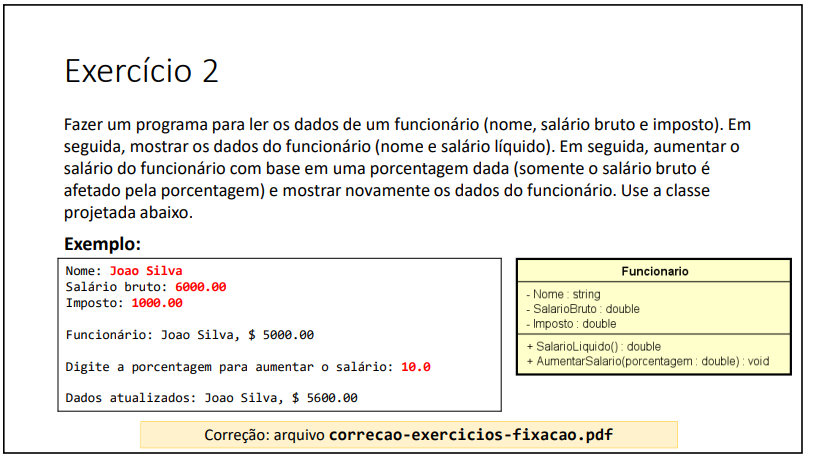 Exercício 2
Fazer um programa para ler os dados de um funcionário (nome, salário bruto e imposto). Em
seguida, mostrar os dados do funcionário (nome e salário líquido). Em seguida, aumentar o
salário do funcionário com base em uma porcentagem dada (somente o salário bruto é
afetado pela porcentagem) e mostrar novamente os dados do funcionário. Use a classe
projetada abaixo.
Exemplo:
Nome: Joao Silva
Salário bruto: 6000.00
Imposto: 1000.00
Funcionário: Joao Silva, $ 5000.00
Digite a porcentagem para aumentar o salário: 10.0
Dados atualizados: Joao Silva, $ 5600.00
Funcionario
- Nome : string
- SalarioBruto : double
- Imposto : double
+ SalarioLiquido() : double
+ AumentarSalario(porcentagem : double) : void
Correção: arquivo correcao-exercicios-fixacao.pdf